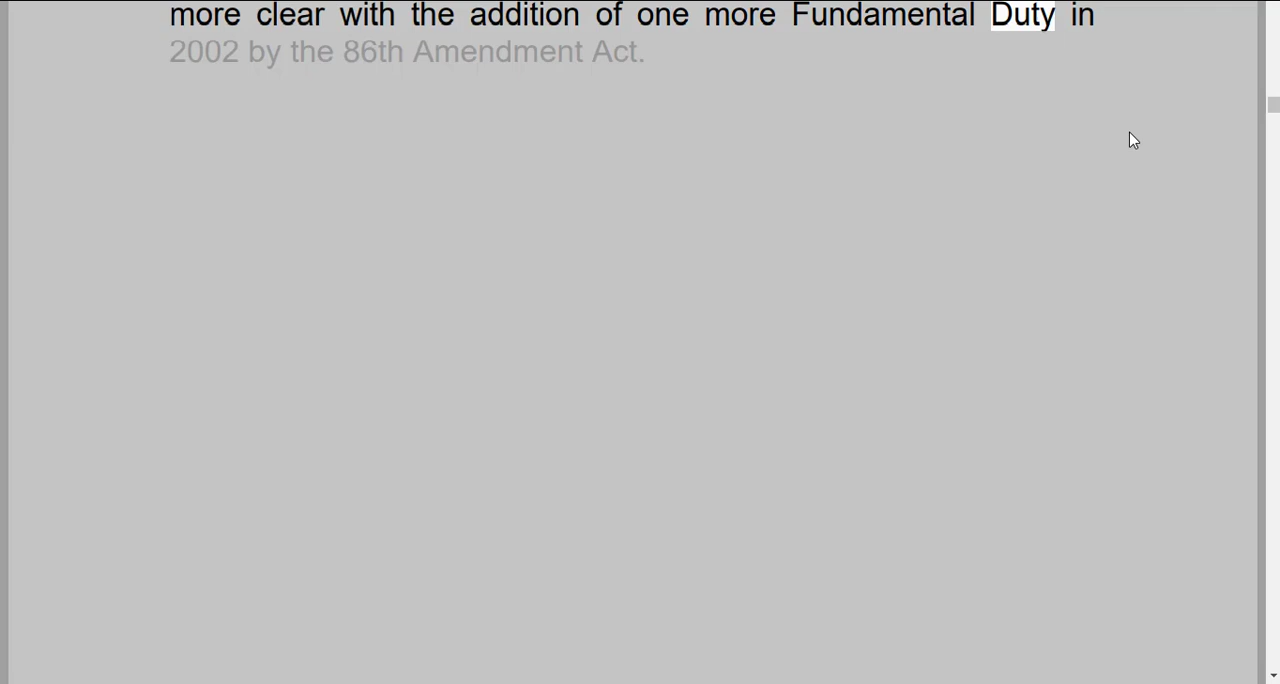 more clear with the addition of one more Fundamental Duty in
2002 by the 86th Amendment Act.